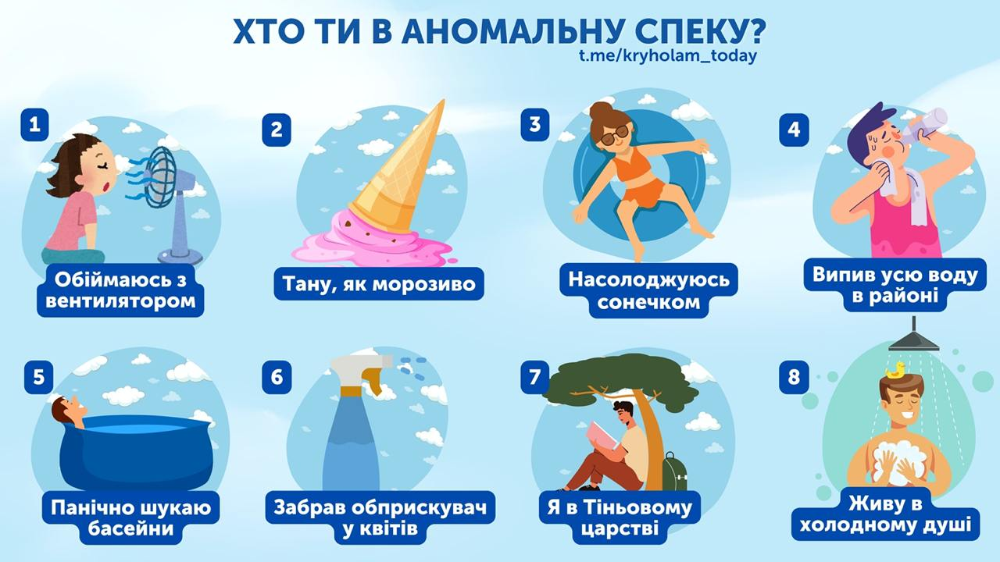 ХТО ТИ В АНОМАЛЬНУ СПЕКУ?
t.me/kryholam_today
1
Обіймаюсь з
вентилятором
2
Тану, як морозиво
3
Насолоджуюсь
сонечком
4
Випив усю воду
в районі
5
Панічно шукаю
басейни
6
Забрав обприскувач
у квітів
7
Я в Тіньовому
царстві
8
Живу в
холодному душі